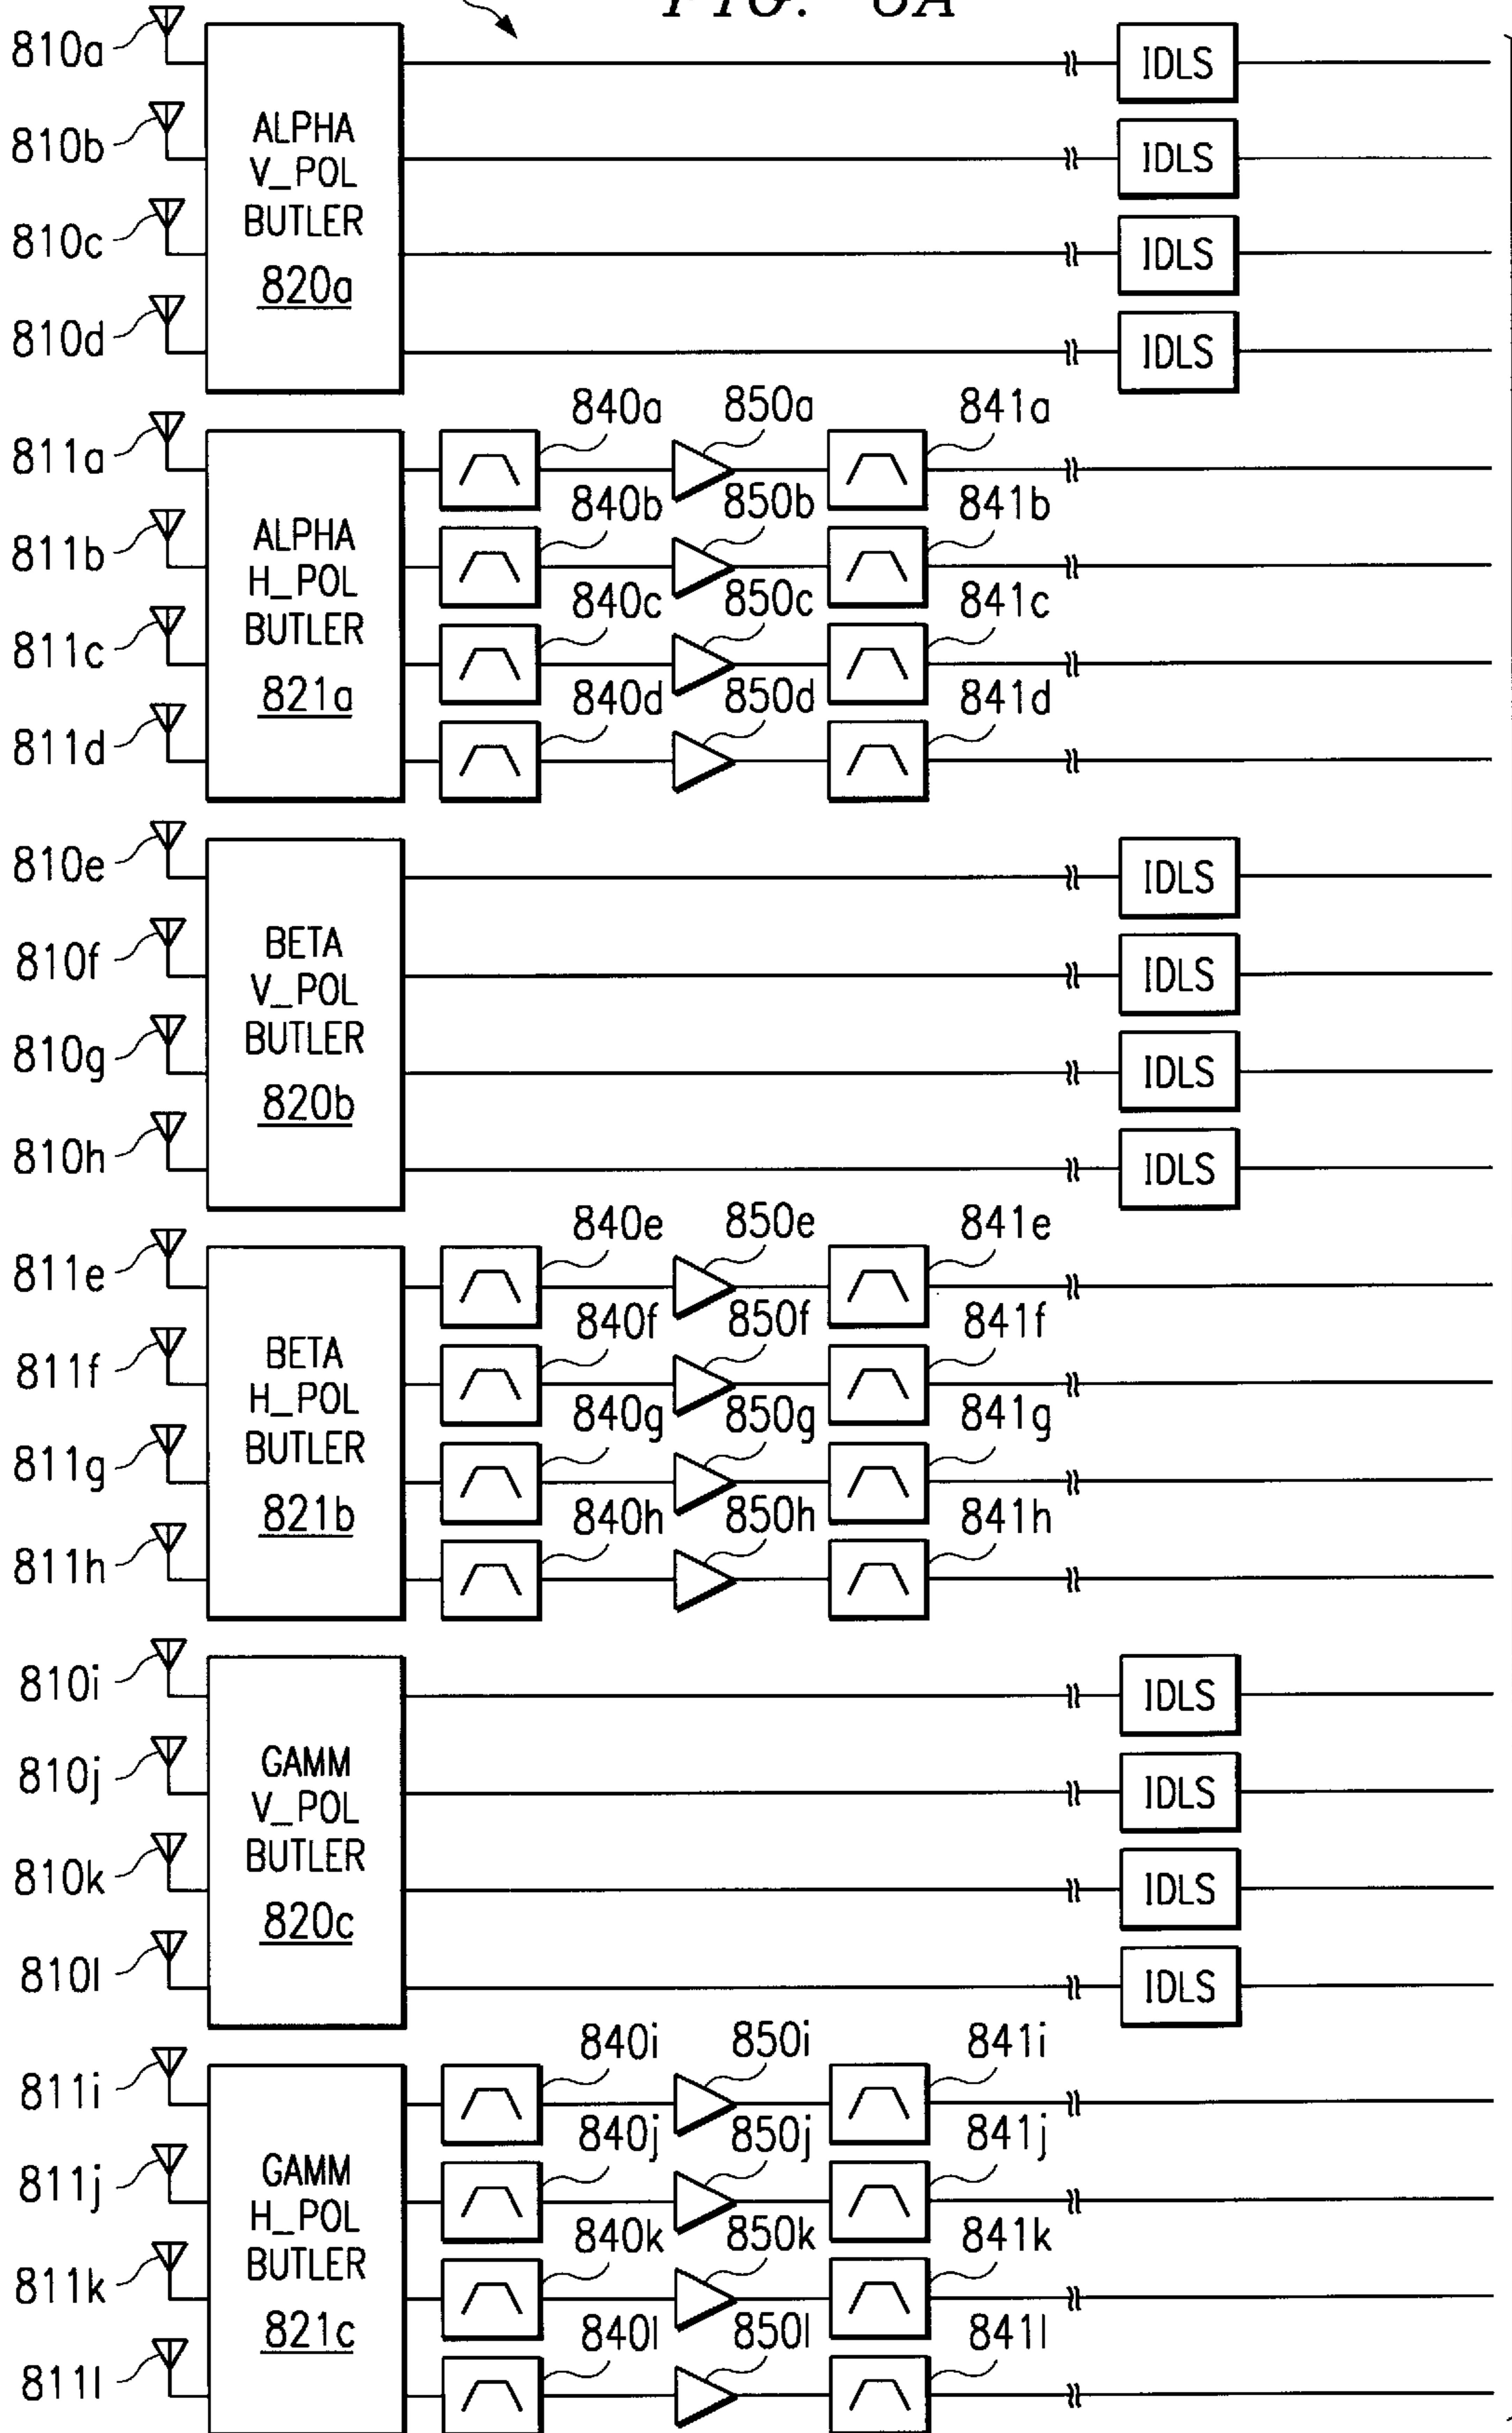 FIG. 8A
810a
IDLS
810b
ALPHA
V_POL
BUTLER
820a
IDLS
810c
IDLS
810d
IDLS
811a
840a
850a
841a
811b
ALPHA
H_POL
BUTLER
821a
840b
850b
841b
811c
840c
850c
841c
811d
840d
850d
841d
810e
IDLS
810f
BETA
V_POL
BUTLER
820b
IDLS
810g
IDLS
810h
IDLS
811e
840e
850e
841e
811f
BETA
H_POL
BUTLER
821b
840f
850f
841f
811g
840g
850g
841g
811h
840h
850h
841h
810i
IDLS
810j
GAMM
V_POL
BUTLER
820c
IDLS
810k
IDLS
810l
IDLS
811i
840i
850i
841i
811j
GAMM
H_POL
BUTLER
821c
840j
850j
841j
811k
840k
850k
841k
811l
840l
850l
841l